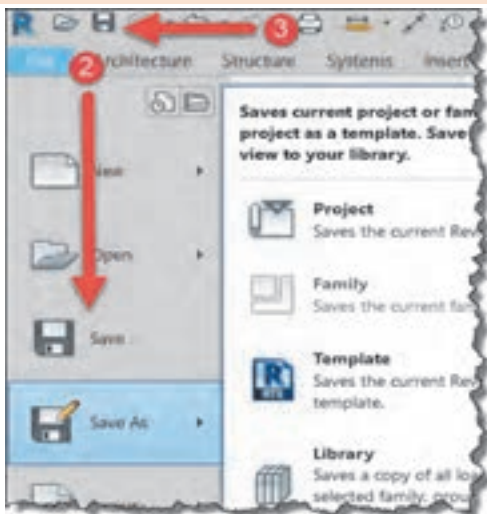 R
3
File
2
Architecture
Structure
Systems
Insert
New
Open
Save
Save As
Saves current project or fam
project as a template. Save
view to your library.
Project
Saves the current Rev
Family
Saves the current fam
Template
Saves the current Rev
template.
Library
Saves a copy of all loa
selected family, grou